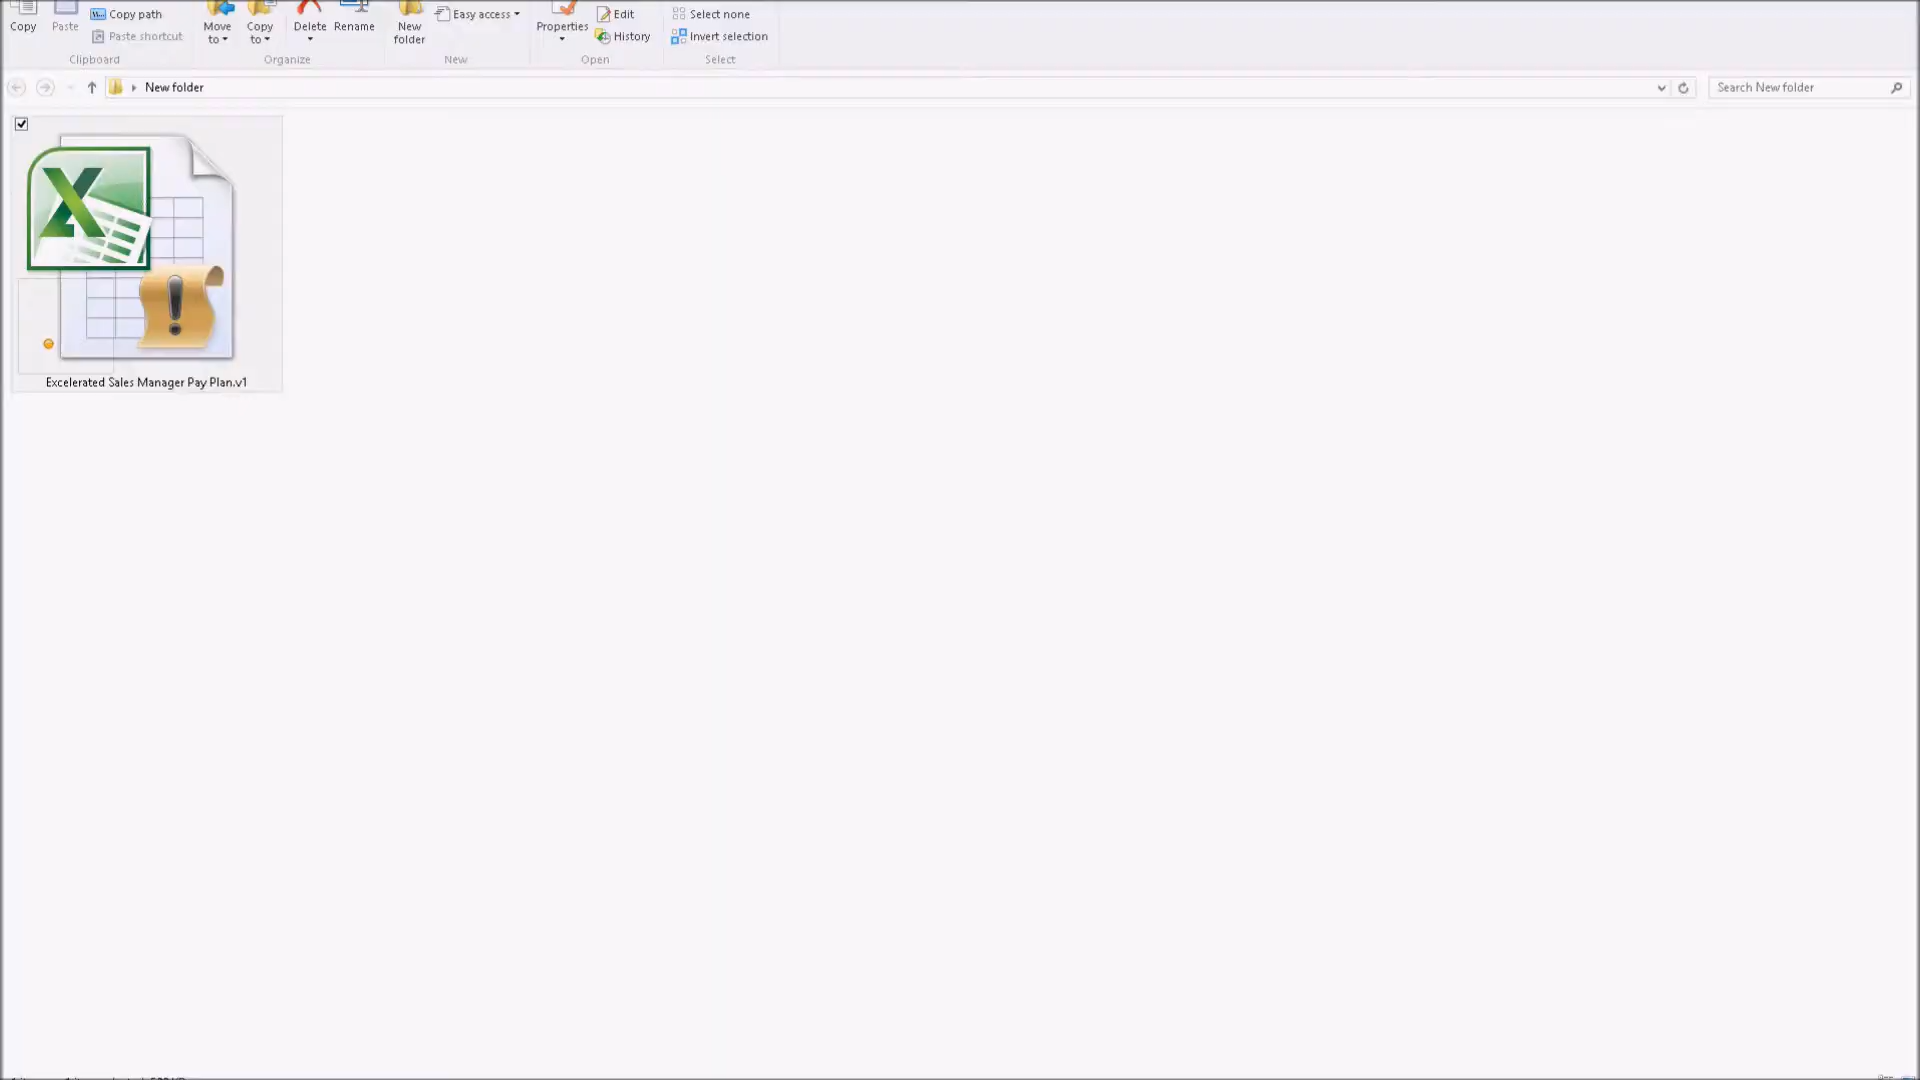 Copy
Paste
Copy path
Paste shortcut
Clipboard
Move
to
Copy
to
Delete
Rename
Organize
New
folder
Easy access
New
Properties
Edit
History
Open
Select none
Invert selection
Select
New folder
Search New folder
Excelerated Sales Manager Pay Plan.v1